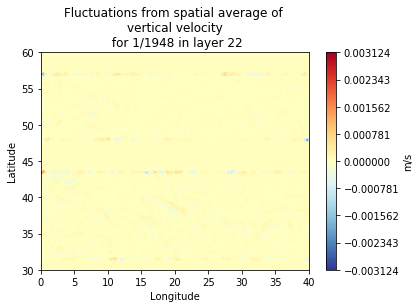 Fluctuations from spatial average of
vertical velocity
for 1/1948 in layer 22
60
55
50
45
40
35
30
Latitude
0 5 10 15 20 25 30 35 40
Longitude
0.003124
0.002343
0.001562
0.000781
0.000000
−0.000781
−0.001562
−0.002343
−0.003124
m/s